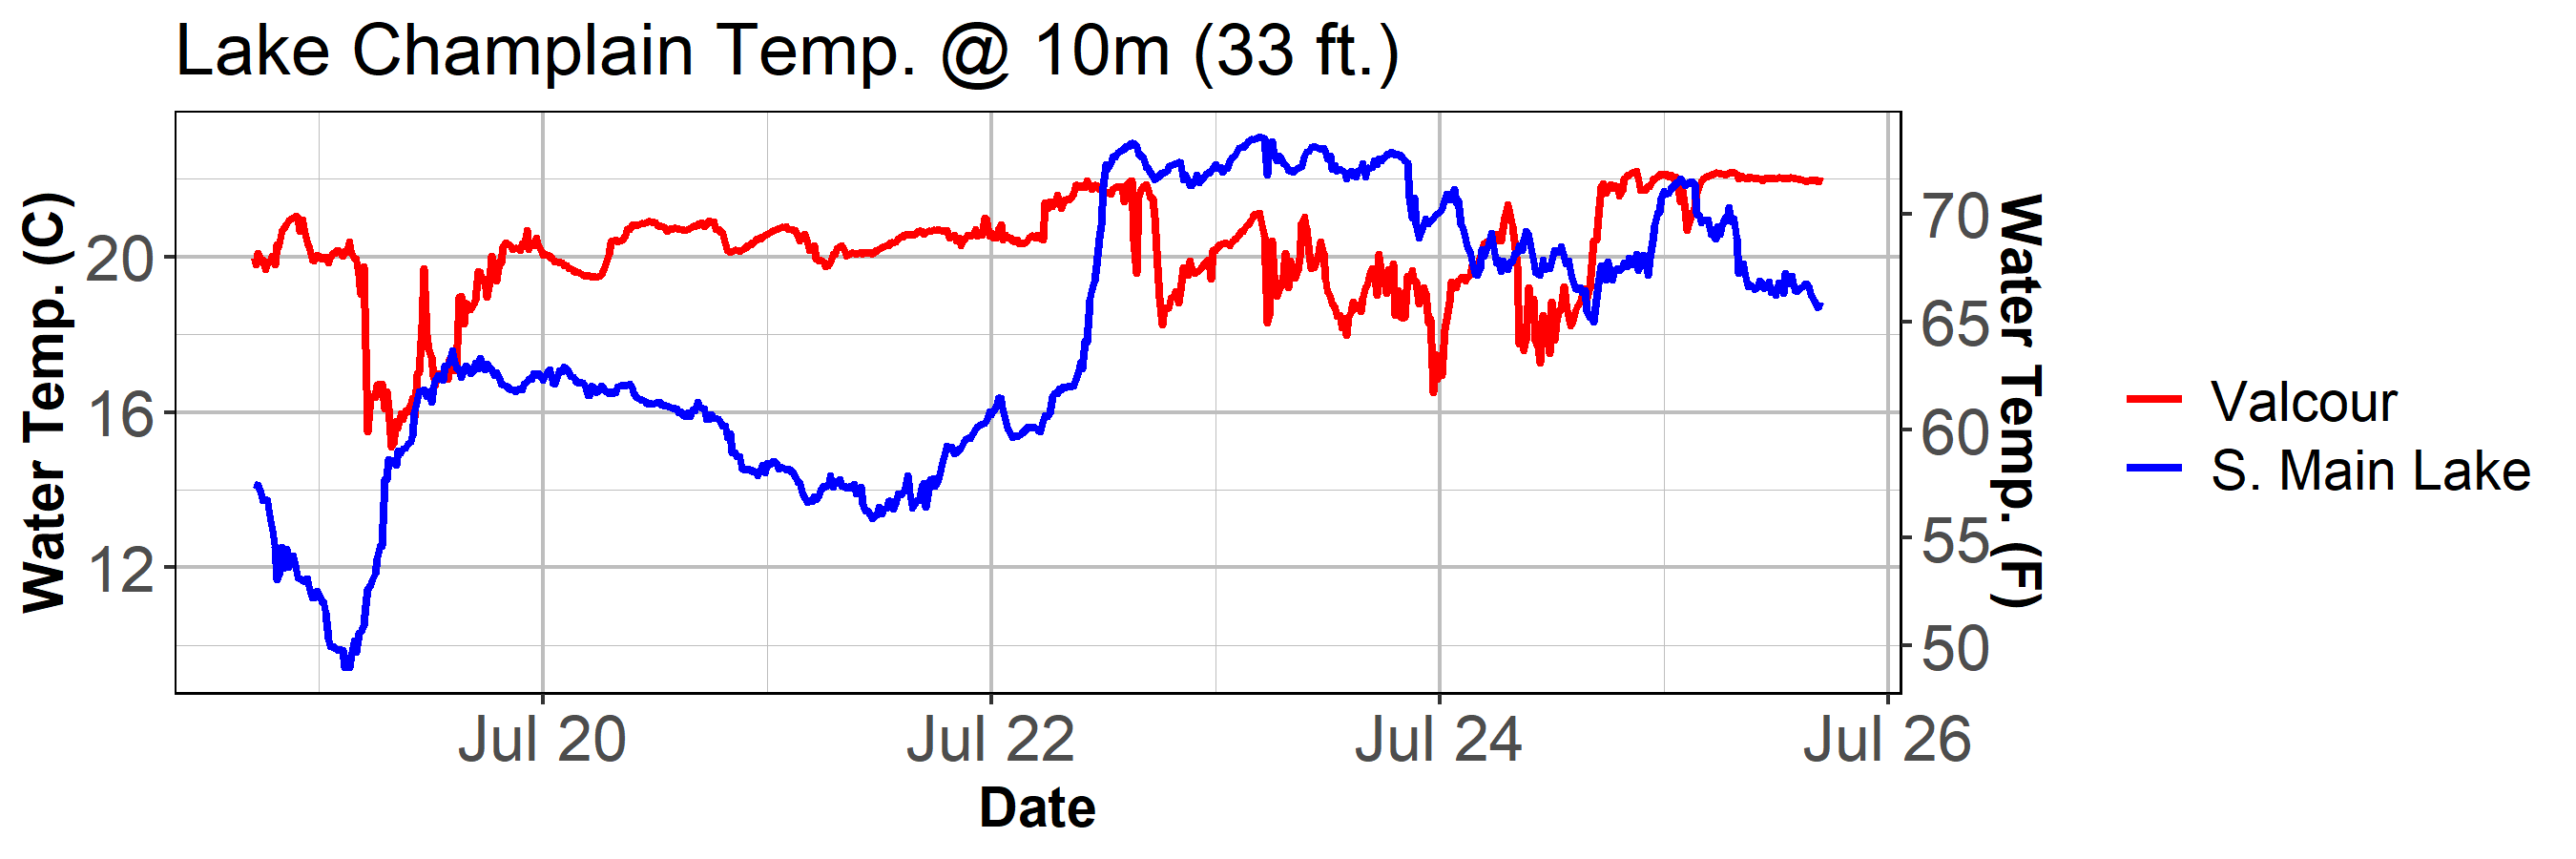 Lake Champlain Temp. @ 10m (33 ft.)
Water Temp. (C)
20
16
12
70
65
60
55
50
Water Temp. (F)
Jul 20
Jul 22
Jul 24
Jul 26
Date
Valcour
S. Main Lake